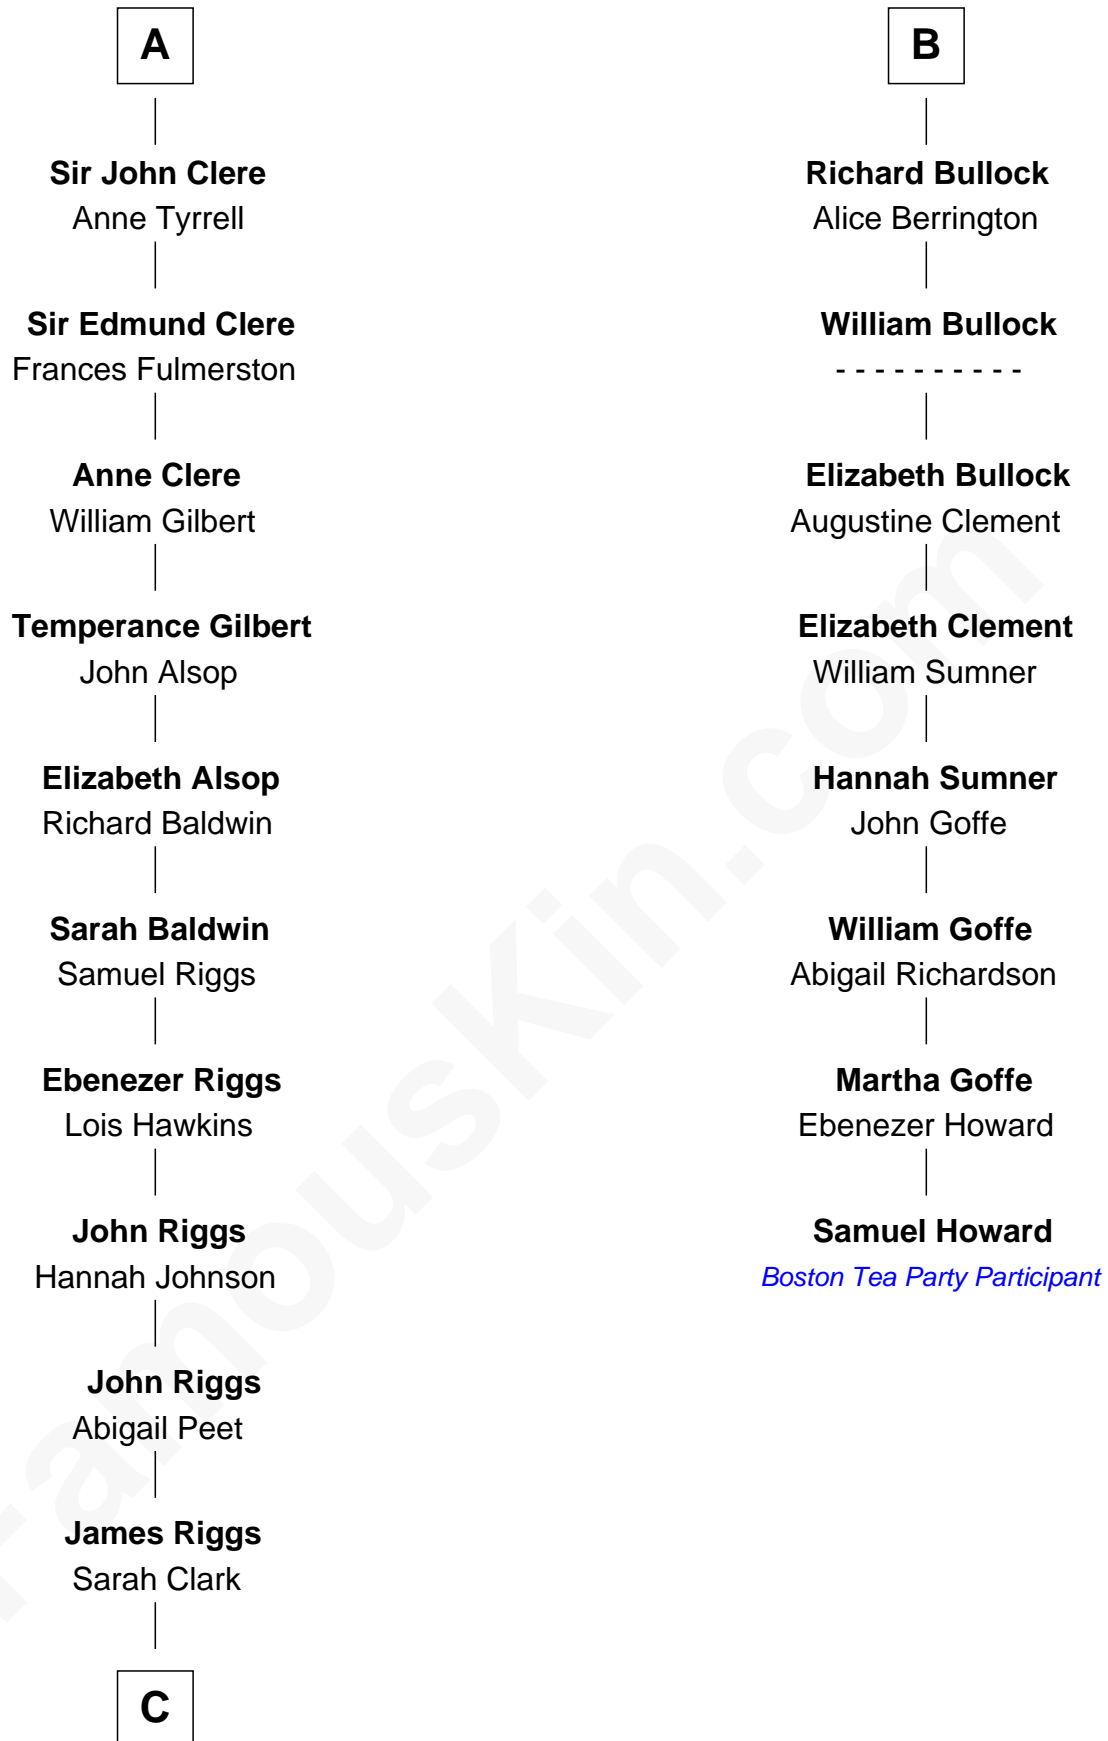 A
Sir John Clere
Anne Tyrrell
Sir Edmund Clere
Frances Fulmerston
Anne Clere
William Gilbert
Temperance Gilbert
John Alsop
Elizabeth Alsop
Richard Baldwin
Sarah Baldwin
Samuel Riggs
Ebenezer Riggs
Lois Hawkins
John Riggs
Hannah Johnson
John Riggs
Abigail Peet
James Riggs
Sarah Clark
C
B
Richard Bullock
Alice Berrington
William Bullock
- - - - - - - - - -
Elizabeth Bullock
Augustine Clement
Elizabeth Clement
William Sumner
Hannah Sumner
John Goffe
William Goffe
Abigail Richardson
Martha Goffe
Ebenezer Howard
Samuel Howard
Boston Tea Party Participant
FamousKin.com